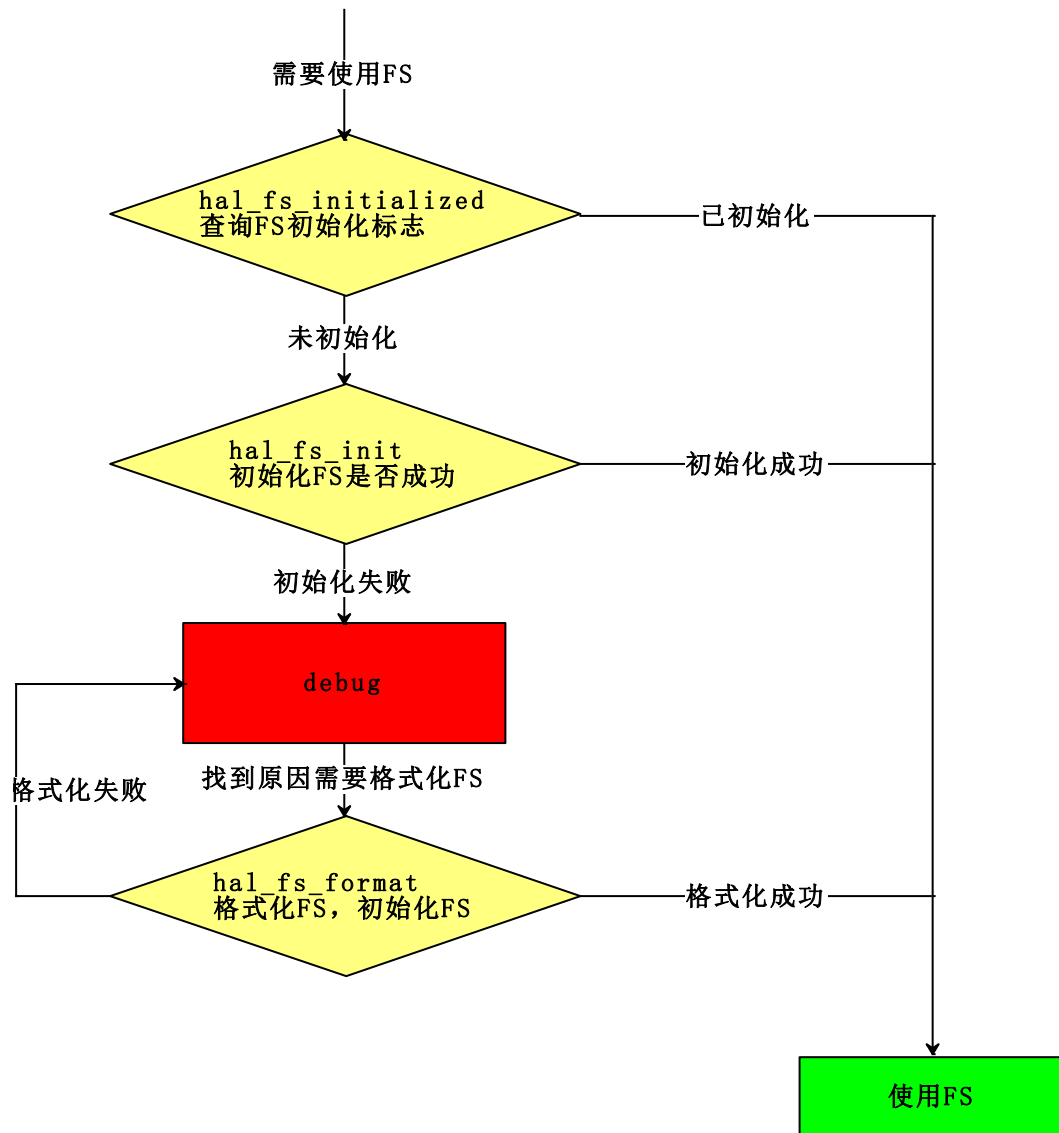 需要使用FS
hal_fs_initialized
查询FS初始化标志
已初始化
未初始化
hal_fs_init
初始化FS是否成功
初始化成功
初始化失败
debug
找到原因需要格式化FS
格式化失败
hal_fs_format
格式化FS，初始化FS
格式化成功
使用FS